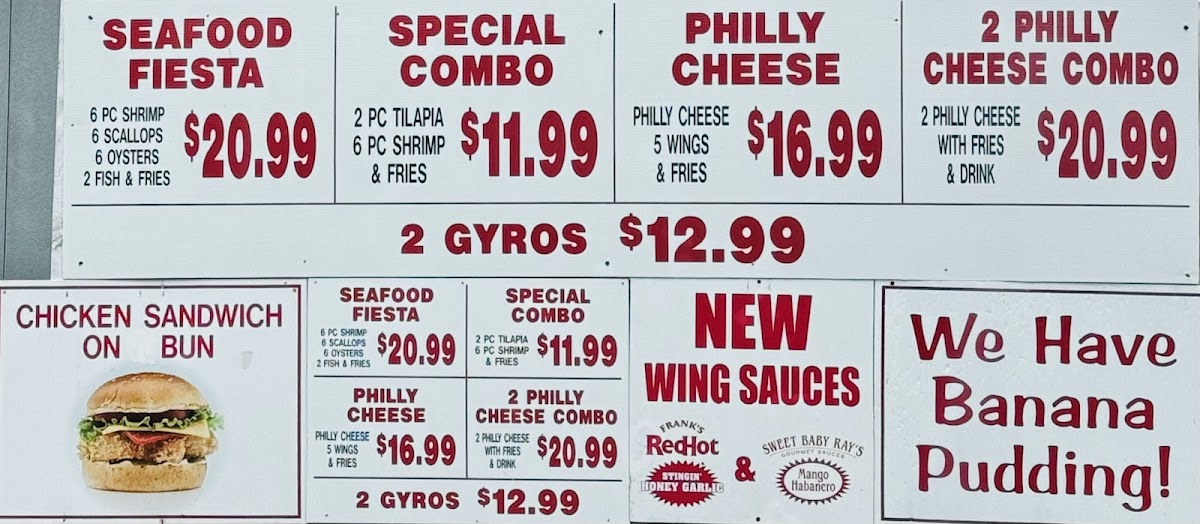 SEAFOOD
FIESTA
6 PC SHRIMP
6 SCALLOPS
6 OYSTERS
2 FISH & FRIES
$20.99
SPECIAL
COMBO
2 PC TILAPIA
6 PC SHRIMP
& FRIES
$11.99
PHILLY
CHEESE
PHILLY CHEESE
5 WINGS
& FRIES
$16.99
2 PHILLY
CHEESE COMBO
2 PHILLY CHEESE
WITH FRIES
& DRINK
$20.99
2 GYROS $12.99
CHICKEN SANDWICH
ON BUN
SEAFOOD
FIESTA
6 PC SHRIMP
6 SCALLOPS
6 OYSTERS
2 FISH & FRIES
$20.99
SPECIAL
COMBO
2 PC TILAPIA
6 PC SHRIMP
& FRIES
$11.99
PHILLY
CHEESE
PHILLY CHEESE
5 WINGS
& FRIES
$16.99
2 PHILLY
CHEESE COMBO
2 PHILLY CHEESE
WITH FRIES
& DRINK
$20.99
2 GYROS $12.99
NEW
WING SAUCES
FRANK'S
RedHot
STINGIN'
HONEY GARLIC
&
SWEET BABY RAY'S
GOURMET SAUCES
Mango
Habanero
We Have
Banana
Pudding!